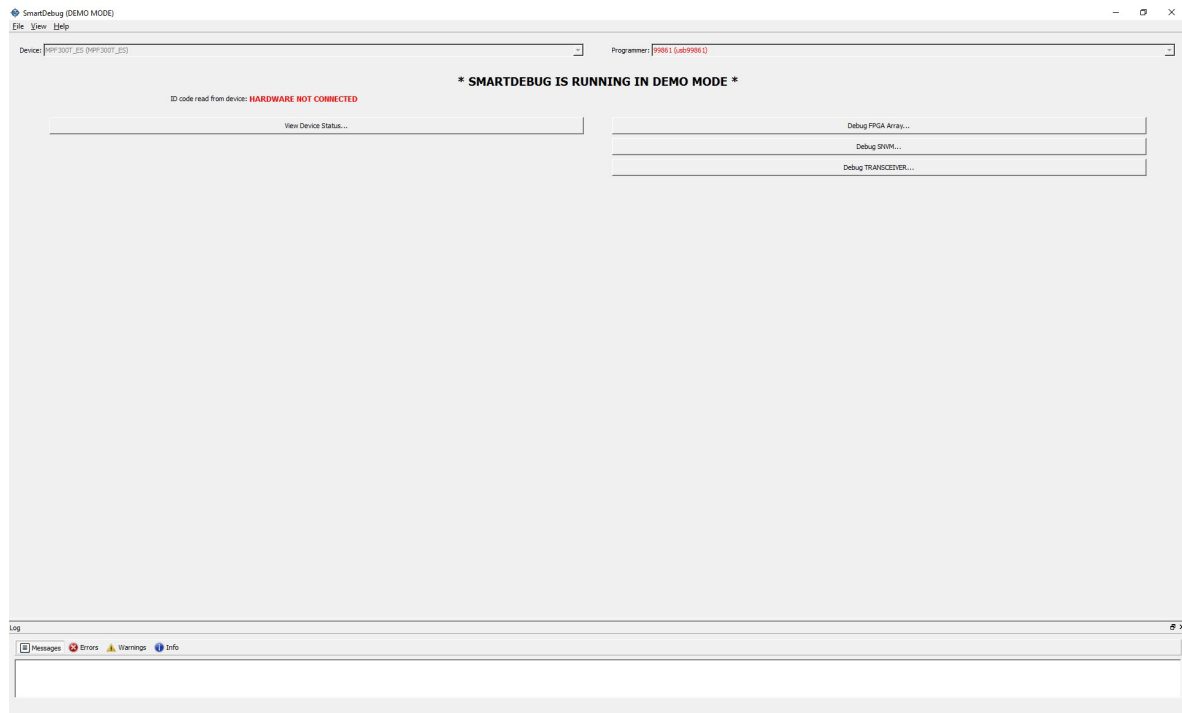 SmartDebug (DEMO MODE)
File View Help
Device: MPF300T_ES (MPF300T_ES)
Programmer: 99861 (usb99861)
* SMARTDEBUG IS RUNNING IN DEMO MODE *
ID code read from device: HARDWARE NOT CONNECTED
View Device Status...
Debug FPGA Array...
Debug SNVM...
Debug TRANSCEIVER...
Log
Messages Errors Warnings Info